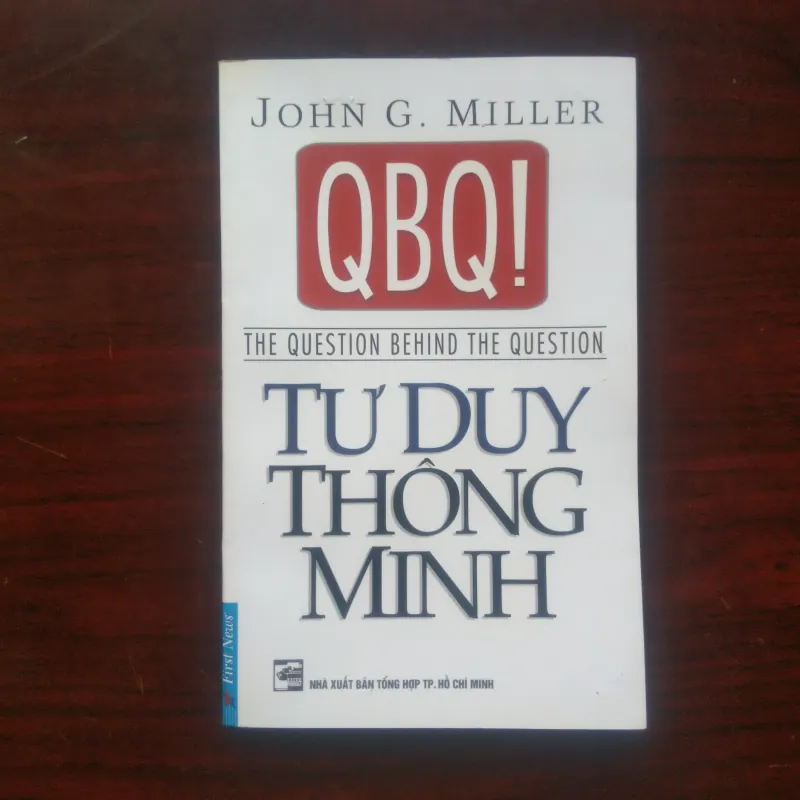 JOHN G. MILLER
QBQ!
THE QUESTION BEHIND THE QUESTION
TƯ DUY
THÔNG
MINH
First News
NHÀ XUẤT BẢN TỔNG HỢP TP. HỒ CHÍ MINH